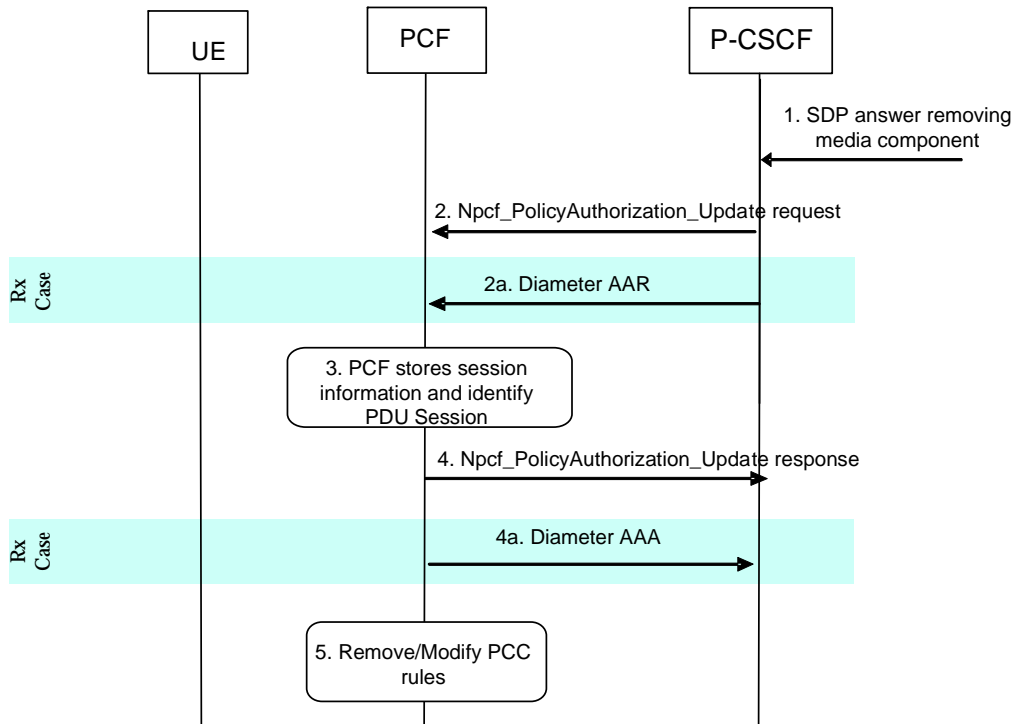 UE
PCF
P-CSCF
1. SDP answer removing
media component
2. Npcf_PolicyAuthorization_Update request
Rx
Case
2a. Diameter AAR
3. PCF stores session
information and identify
PDU Session
4. Npcf_PolicyAuthorization_Update response
Rx
Case
4a. Diameter AAA
5. Remove/Modify PCC
rules